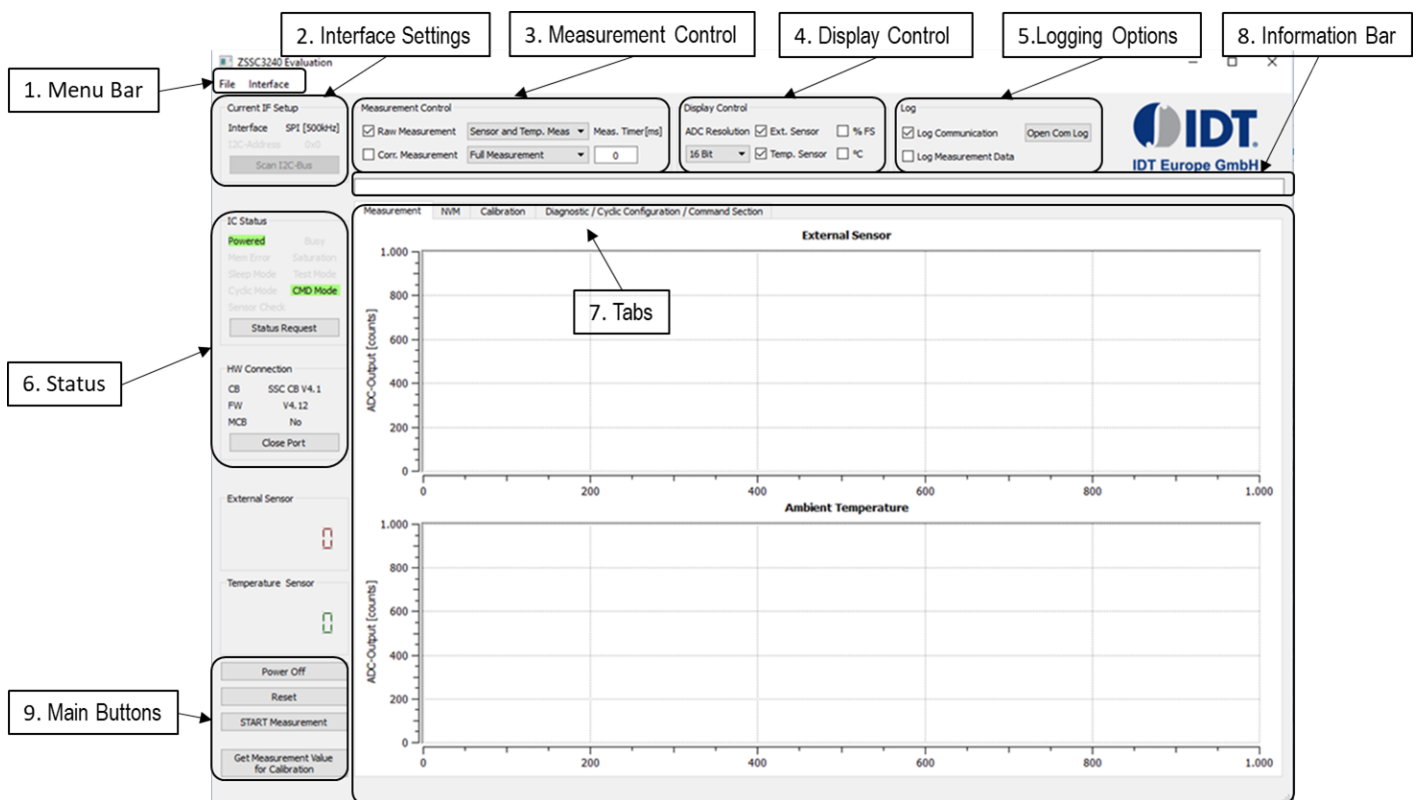 2. Interface Settings
3. Measurement Control
4. Display Control
5.Logging Options
8. Information Bar
1. Menu Bar
ZSSC3240 Evaluation
File Interface
Current IF Setup
Interface SPI [500kHz]
I2C-Address 0x0
Scan I2C-Bus
Measurement Control
Raw Measurement Sensor and Temp. Meas Meas. Timer[ms]
Corr. Measurement Full Measurement 0
Display Control
ADC Resolution Ext. Sensor % FS
16 Bit Temp. Sensor °C
Log
Log Communication Open Com Log
Log Measurement Data
IDT.
IDT Europe GmbH
Measurement NVM Calibration Diagnostic / Cyclic Configuration / Command Section
7. Tabs
IC Status
Powered Busy
Mem Error Saturation
Sleep Mode Test Mode
Cyclic Mode CMD Mode
Sensor Check
Status Request
6. Status
HW Connection
CB SSC CB V4.1
FW V4.12
MCB No
Close Port
External Sensor
0
Temperature Sensor
0
9. Main Buttons
Power Off
Reset
START Measurement
Get Measurement Value
for Calibration
External Sensor
ADC-Output [counts]
1.000
800
600
400
200
0
0 200 400 600 800 1.000
Ambient Temperature
ADC-Output [counts]
1.000
800
600
400
200
0
0 200 400 600 800 1.000